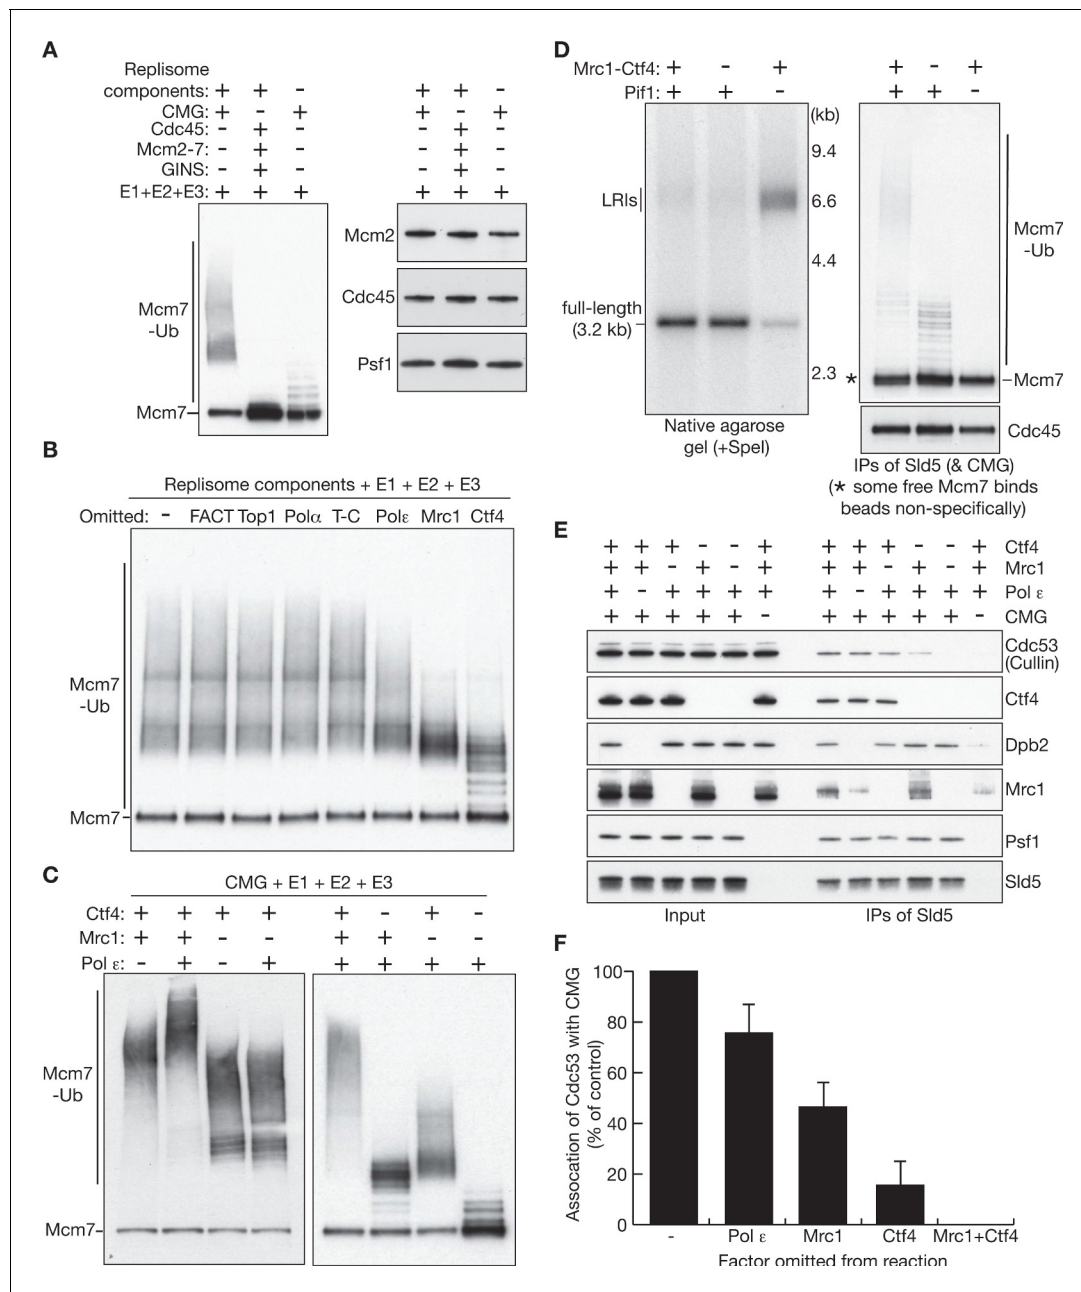 A
Replisome
components: + + - + + -
CMG: + - + + - +
Cdc45: - + - - + -
Mcm2-7: - + - - + -
GINS: - + - - + -
E1+E2+E3: + + + + + +
Mcm7
-Ub
Mcm7
Mcm2
Cdc45
Psf1
B
Replisome components + E1 + E2 + E3
Omitted: - FACT Top1 Polα T-C Polε Mrc1 Ctf4
Mcm7
-Ub
Mcm7
C
CMG + E1 + E2 + E3
Ctf4: + + + + + - + -
Mrc1: + + - - + + - -
Pol ε: - + - + + + + +
Mcm7
-Ub
Mcm7
D
Mrc1-Ctf4: + - + + - +
Pif1: + + - + + -
(kb)
9.4
6.6
4.4
2.3
LRIs
full-length
(3.2 kb)
Native agarose
gel (+SpeI)
Mcm7
-Ub
*
Mcm7
Cdc45
IPs of Sld5 (& CMG)
(* some free Mcm7 binds
beads non-specifically)
E
+ + + - - + + + + - - + Ctf4
+ + - + - + + + - + - + Mrc1
+ - + + + + + - + + + + Pol ε
+ + + + + - + + + + + - CMG
Cdc53
(Cullin)
Ctf4
Dpb2
Mrc1
Psf1
Sld5
Input IPs of Sld5
F
Assocation of Cdc53 with CMG
(% of control)
100
80
60
40
20
0
- Pol ε Mrc1 Ctf4 Mrc1+Ctf4
Factor omitted from reaction